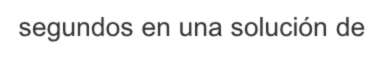 segundos en una solución de